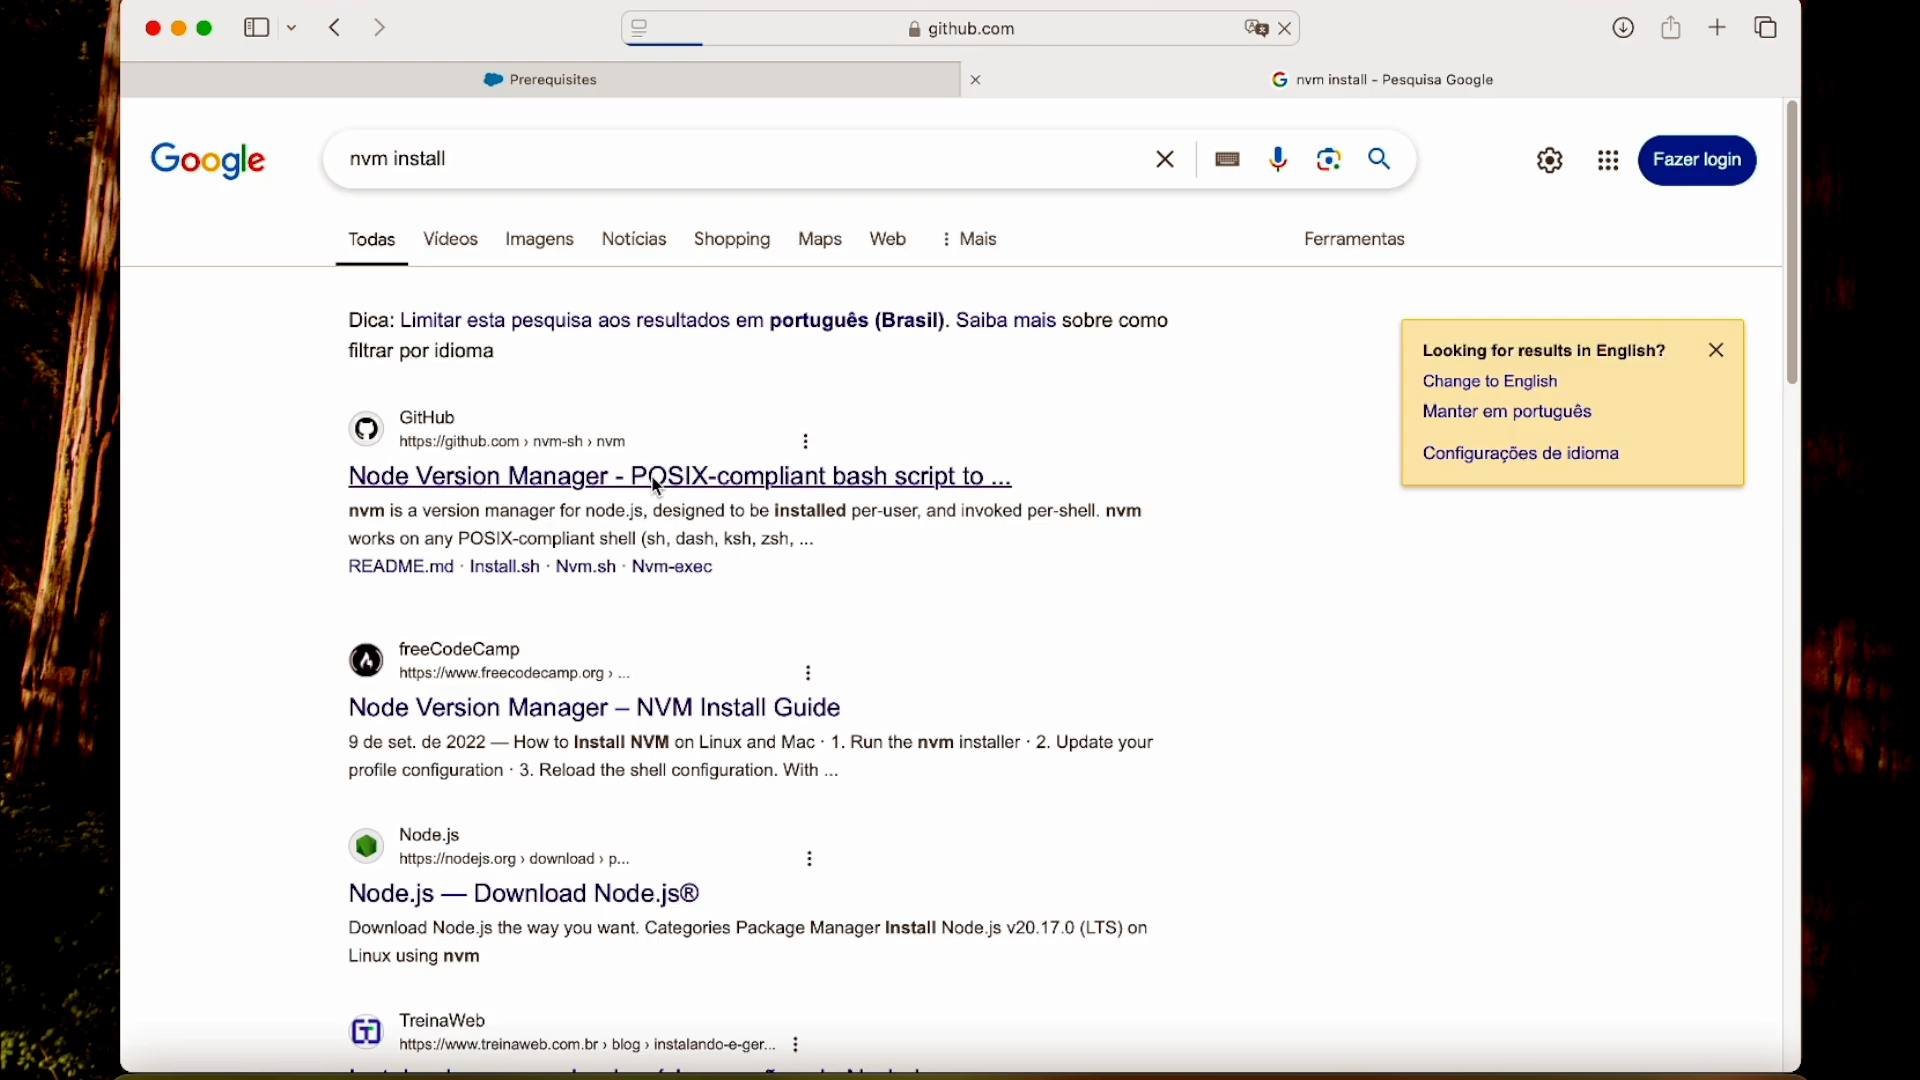 github.com
Prerequisites
nvm install - Pesquisa Google
Google
nvm install
Fazer login
Todas
Vídeos
Imagens
Notícias
Shopping
Maps
Web
Mais
Ferramentas
Dica: Limitar esta pesquisa aos resultados em português (Brasil). Saiba mais sobre como
filtrar por idioma
Looking for results in English?
Change to English
Manter em português
Configurações de idioma
GitHub
https://github.com › nvm-sh › nvm
Node Version Manager - POSIX-compliant bash script to ...
nvm is a version manager for node.js, designed to be installed per-user, and invoked per-shell. nvm
works on any POSIX-compliant shell (sh, dash, ksh, zsh, ...
README.md · Install.sh · Nvm.sh · Nvm-exec
freeCodeCamp
https://www.freecodecamp.org › ...
Node Version Manager – NVM Install Guide
9 de set. de 2022 — How to Install NVM on Linux and Mac · 1. Run the nvm installer · 2. Update your
profile configuration · 3. Reload the shell configuration. With ...
Node.js
https://nodejs.org › download › p...
Node.js — Download Node.js®
Download Node.js the way you want. Categories Package Manager Install Node.js v20.17.0 (LTS) on
Linux using nvm
TreinaWeb
https://www.treinaweb.com.br › blog › instalando-e-ger...